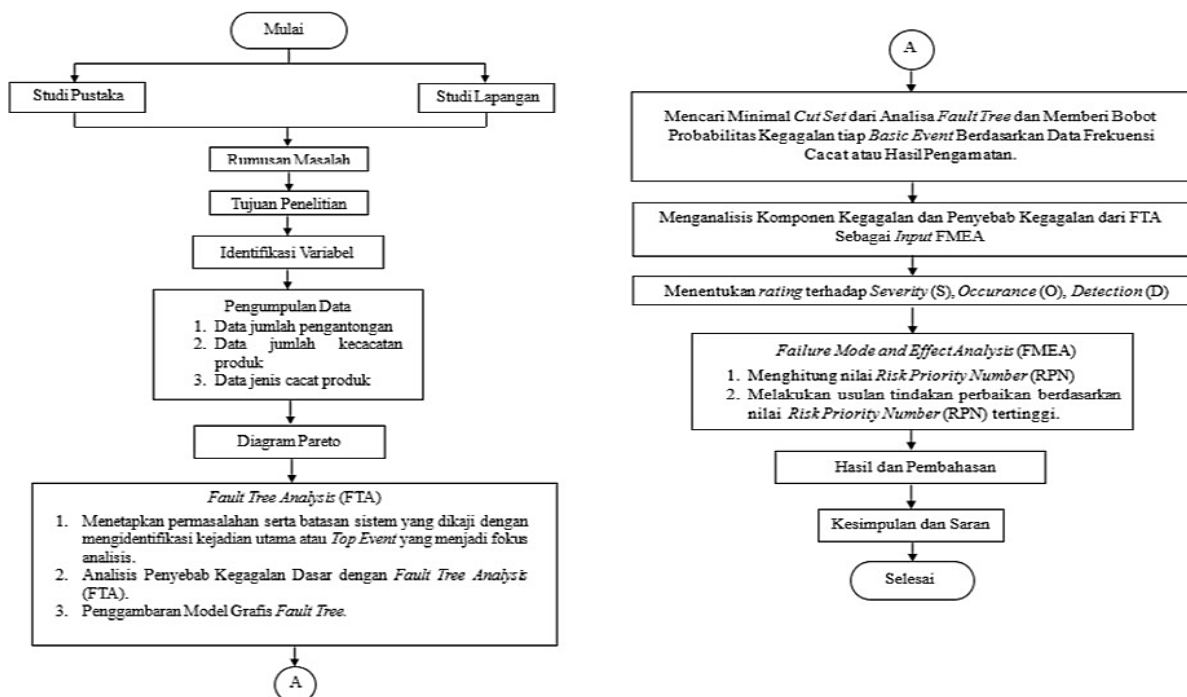 Mulai
Studi Pustaka
Studi Lapangan
Rumusan Masalah
Tujuan Penelitian
Identifikasi Variabel
Pengumpulan Data
1. Data jumlah pengantongan
2. Data jumlah kecacatan
produk
3. Data jenis cacat produk
Diagram Pareto
Fault Tree Analysis (FTA)
1. Menetapkan permasalahan serta batasan sistem yang dikaji dengan
mengidentifikasi kejadian utama atau Top Event yang menjadi fokus
analisis.
2. Analisis Penyebab Kegagalan Dasar dengan Fault Tree Analysis
(FTA).
3. Penggambaran Model Grafis Fault Tree.
A
A
Mencari Minimal Cut Set dari Analisa Fault Tree dan Memberi Bobot
Probabilitas Kegagalan tiap Basic Event Berdasarkan Data Frekuensi
Cacat atau Hasil Pengamatan.
Menganalisis Komponen Kegagalan dan Penyebab Kegagalan dari FTA
Sebagai Input FMEA
Menentukan rating terhadap Severity (S), Occurance (O), Detection (D)
Failure Mode and Effect Analysis (FMEA)
1. Menghitung nilai Risk Priority Number (RPN)
2. Melakukan usulan tindakan perbaikan berdasarkan
nilai Risk Priority Number (RPN) tertinggi.
Hasil dan Pembahasan
Kesimpulan dan Saran
Selesai